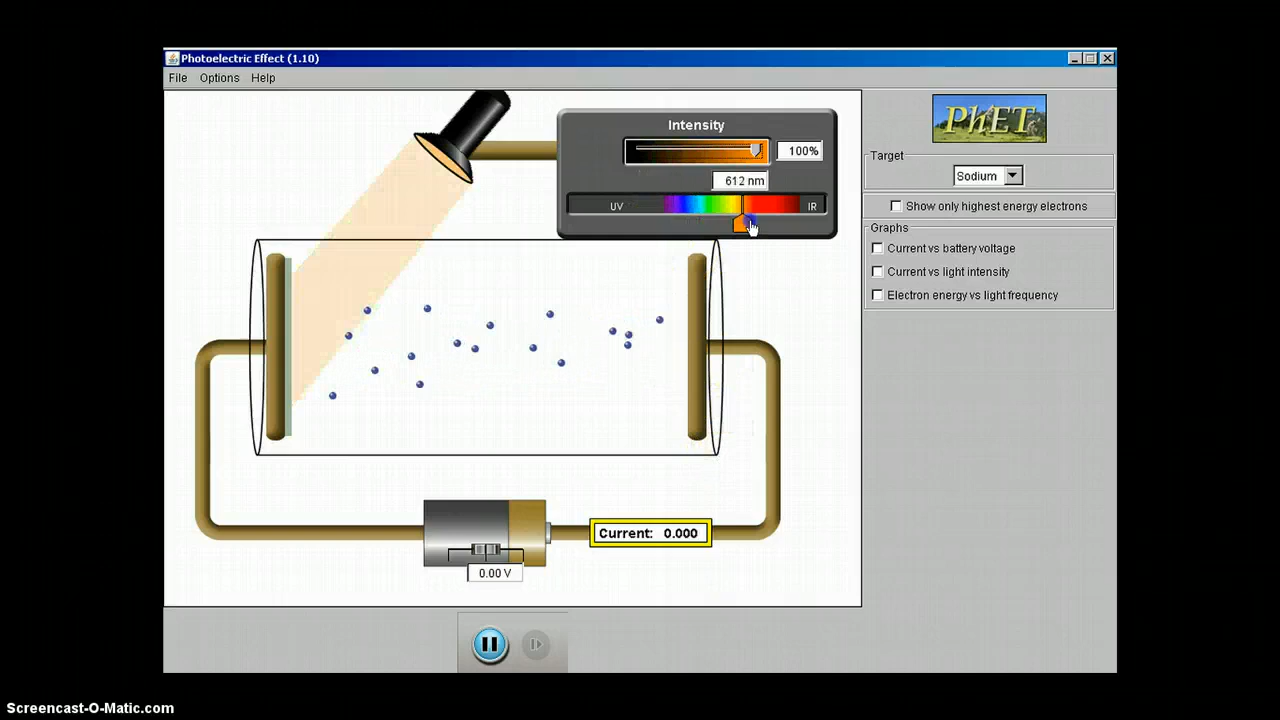 Photoelectric Effect (1.10)
File Options Help
Intensity
100%
612 nm
UV
IR
PhET
Target
Sodium
Show only highest energy electrons
Graphs
Current vs battery voltage
Current vs light intensity
Electron energy vs light frequency
Current: 0.000
0.00 V
Screencast-O-Matic.com